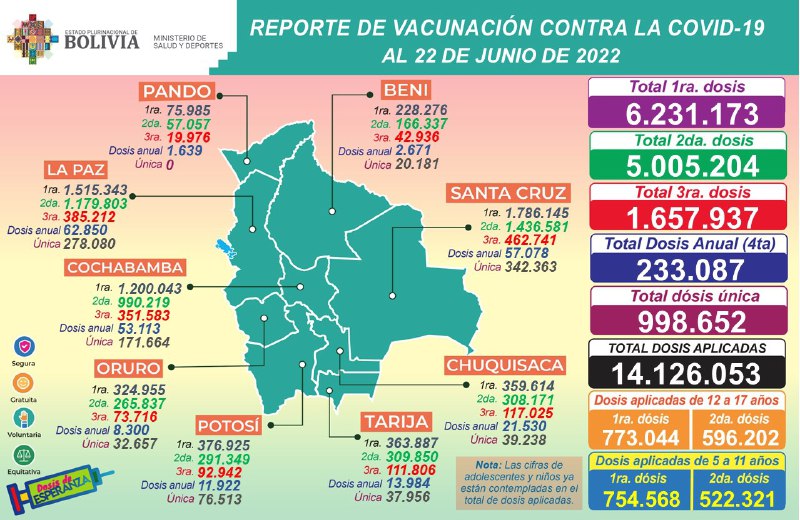 ESTADO PLURINACIONAL DE
BOLIVIA
MINISTERIO
DE SALUD Y DEPORTES
REPORTE DE VACUNACIÓN CONTRA LA COVID-19
AL 22 DE JUNIO DE 2022
PANDO
1ra. 75.985
2da. 57.057
3ra. 19.976
Dosis anual 1.639
Única 0
BENI
1ra. 228.276
2da. 166.337
3ra. 42.936
Dosis anual 2.671
Única 20.181
LA PAZ
1ra. 1.515.343
2da. 1.179.803
3ra. 385.212
Dosis anual 62.850
Única 278.080
SANTA CRUZ
1ra. 1.786.145
2da. 1.436.581
3ra. 462.741
Dosis anual 57.078
Única 342.363
COCHABAMBA
1ra. 1.200.043
2da. 990.219
3ra. 351.583
Dosis anual 53.113
Única 171.664
ORURO
1ra. 324.955
2da. 265.837
3ra. 73.716
Dosis anual 8.300
Única 32.657
POTOSÍ
1ra. 376.925
2da. 291.349
3ra. 92.942
Dosis anual 11.922
Única 76.513
TARIJA
1ra. 363.887
2da. 309.850
3ra. 111.806
Dosis anual 13.984
Única 37.956
CHUQUISACA
1ra. 359.614
2da. 308.171
3ra. 117.025
Dosis anual 21.530
Única 39.238
Segura
Gratuita
Voluntaria
Equitativa
Dosis de
ESPERANZA
Nota: Las cifras de
adolescentes y niños ya
están contempladas en el
total de dosis aplicadas.
Total 1ra. dosis
6.231.173
Total 2da. dosis
5.005.204
Total 3ra. dosis
1.657.937
Total Dosis Anual (4ta)
233.087
Total dósis única
998.652
TOTAL DOSIS APLICADAS
14.126.053
Dosis aplicadas de 12 a 17 años
1ra. dósis 2da. dósis
773.044 596.202
Dosis aplicadas de 5 a 11 años
1ra. dósis 2da. dósis
754.568 522.321